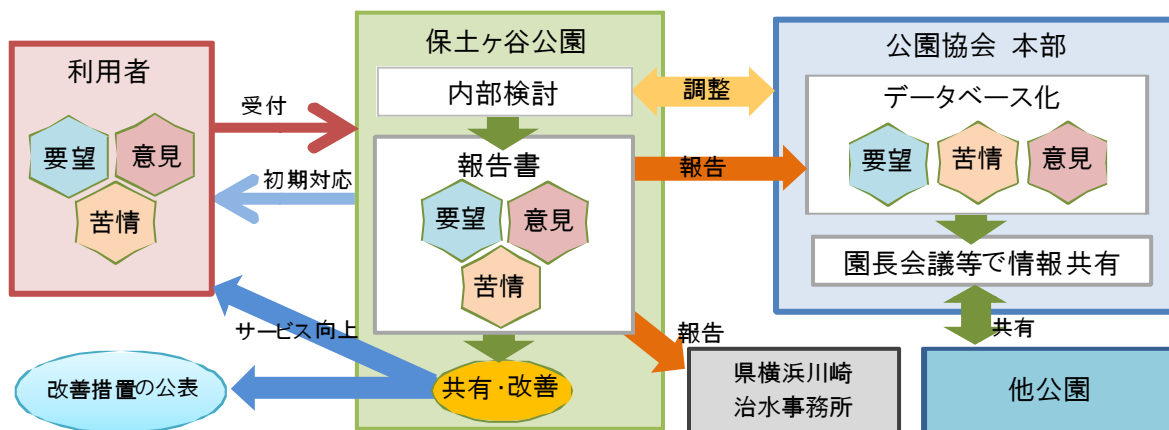 利用者
要望
意見
苦情
受付
初期対応
サービス向上
改善措置の公表
保土ヶ谷公園
内部検討
報告書
要望
意見
苦情
共有・改善
調整
報告
報告
県横浜川崎
治水事務所
公園協会 本部
データベース化
要望
苦情
意見
園長会議等で情報共有
共有
他公園